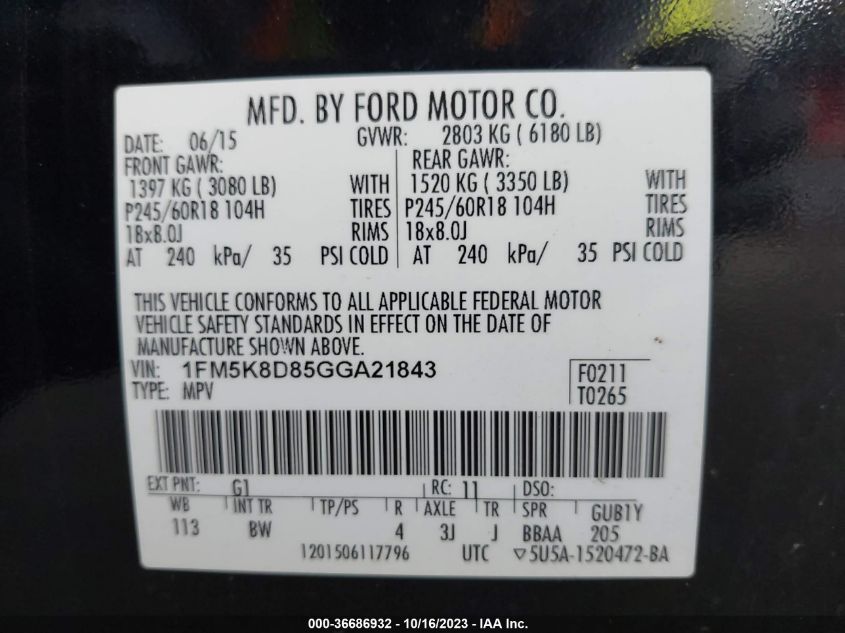 MFD. BY FORD MOTOR CO.
DATE: 06/15 GVWR: 2803 KG ( 6180 LB)
FRONT GAWR: REAR GAWR:
1397 KG ( 3080 LB) WITH 1520 KG ( 3350 LB) WITH
P245/60R18 104H TIRES P245/60R18 104H TIRES
18x8.0J RIMS 18x8.0J RIMS
AT 240 kPa/ 35 PSI COLD AT 240 kPa/ 35 PSI COLD
THIS VEHICLE CONFORMS TO ALL APPLICABLE FEDERAL MOTOR
VEHICLE SAFETY STANDARDS IN EFFECT ON THE DATE OF
MANUFACTURE SHOWN ABOVE.
VIN: 1FM5K8D85GGA21843 F0211
TYPE: MPV T0265
EXT PNT: G1 RC: 11 DSO:
WB INT TR TP/PS R AXLE TR SPR GUB1Y
113 BW 4 3J J BBAA 205
1201506117796 UTC ▽5U5A-1520472-BA
000-36686932 - 10/16/2023 - IAA Inc.